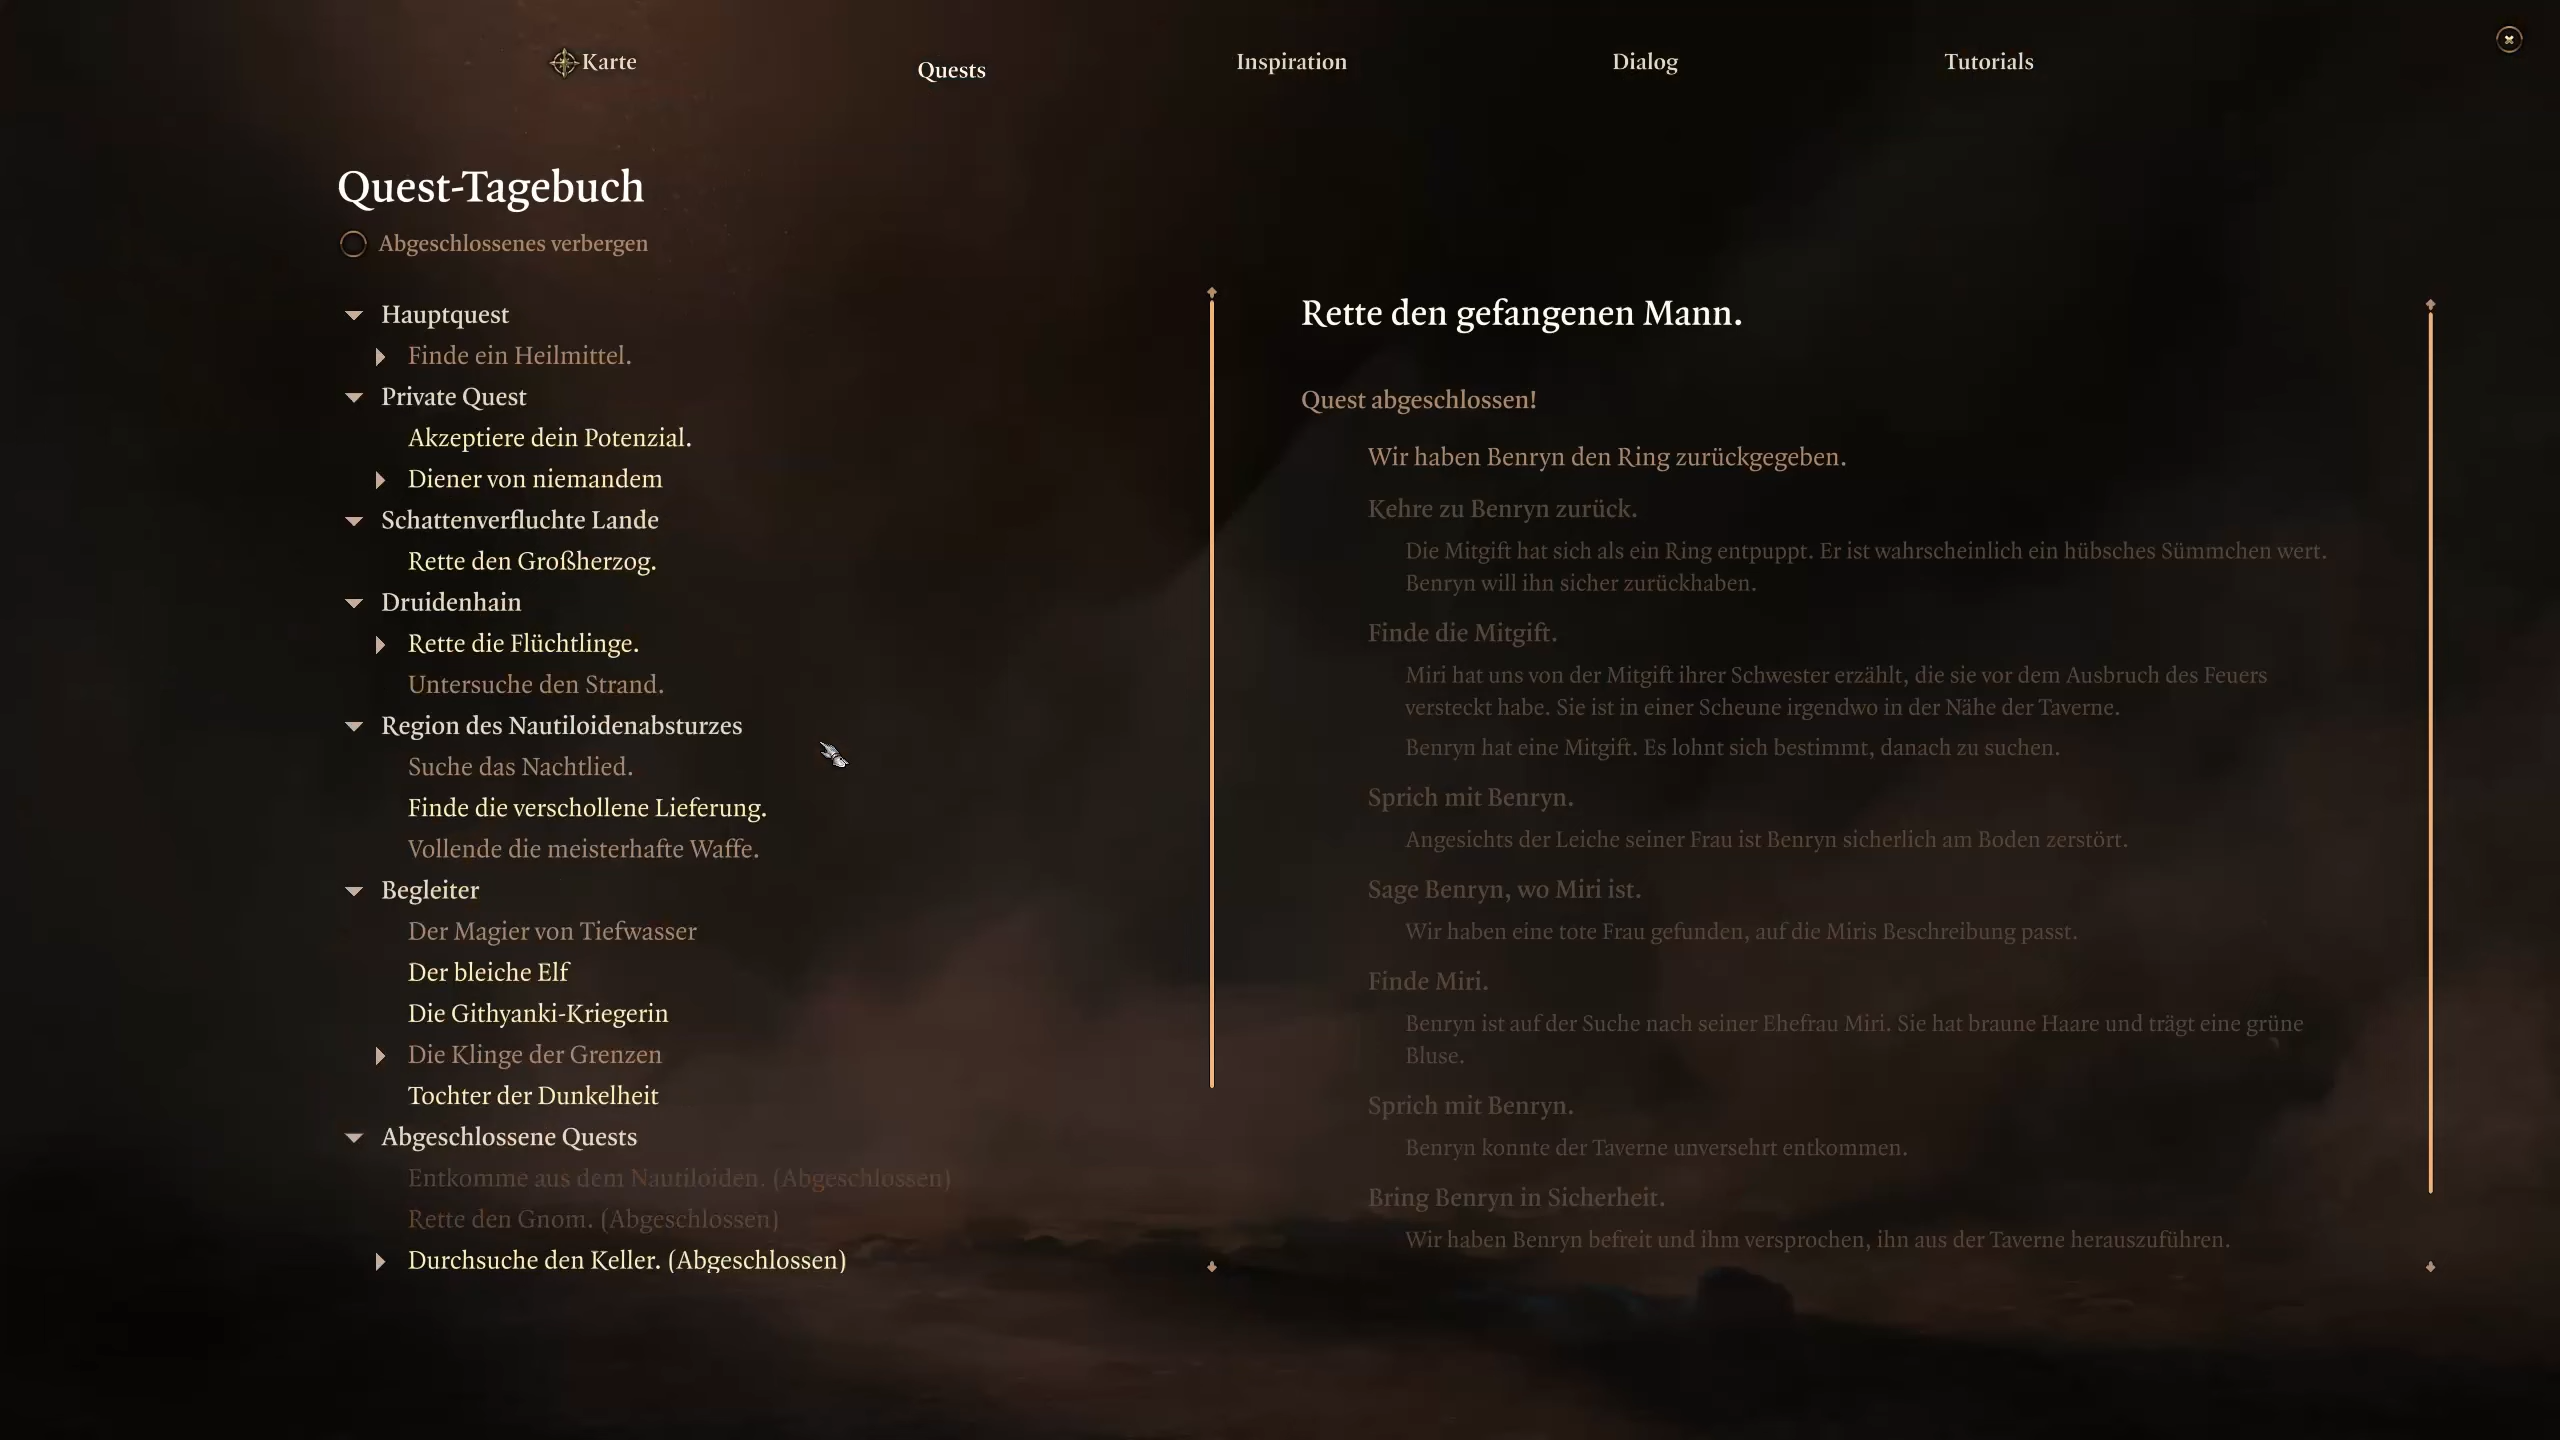 Karte
Quests
Inspiration
Dialog
Tutorials
Quest-Tagebuch
Abgeschlossenes verbergen
Hauptquest
Finde ein Heilmittel.
Private Quest
Akzeptiere dein Potenzial.
Diener von niemandem
Schattenverfluchte Lande
Rette den Großherzog.
Druidenhain
Rette die Flüchtlinge.
Untersuche den Strand.
Region des Nautiloidenabsturzes
Suche das Nachtlied.
Finde die verschollene Lieferung.
Vollende die meisterhafte Waffe.
Begleiter
Der Magier von Tiefwasser
Der bleiche Elf
Die Githyanki-Kriegerin
Die Klinge der Grenzen
Tochter der Dunkelheit
Abgeschlossene Quests
Entkomme aus dem Nautiloiden. (Abgeschlossen)
Rette den Gnom. (Abgeschlossen)
Durchsuche den Keller. (Abgeschlossen)
Rette den gefangenen Mann.
Quest abgeschlossen!
Wir haben Benryn den Ring zurückgegeben.
Kehre zu Benryn zurück.
Die Mitgift hat sich als ein Ring entpuppt. Er ist wahrscheinlich ein hübsches Sümmchen wert.
Benryn will ihn sicher zurückhaben.
Finde die Mitgift.
Miri hat uns von der Mitgift ihrer Schwester erzählt, die sie vor dem Ausbruch des Feuers
versteckt habe. Sie ist in einer Scheune irgendwo in der Nähe der Taverne.
Benryn hat eine Mitgift. Es lohnt sich bestimmt, danach zu suchen.
Sprich mit Benryn.
Angesichts der Leiche seiner Frau ist Benryn sicherlich am Boden zerstört.
Sage Benryn, wo Miri ist.
Wir haben eine tote Frau gefunden, auf die Miris Beschreibung passt.
Finde Miri.
Benryn ist auf der Suche nach seiner Ehefrau Miri. Sie hat braune Haare und trägt eine grüne
Bluse.
Sprich mit Benryn.
Benryn konnte der Taverne unversehrt entkommen.
Bring Benryn in Sicherheit.
Wir haben Benryn befreit und ihm versprochen, ihn aus der Taverne herauszuführen.